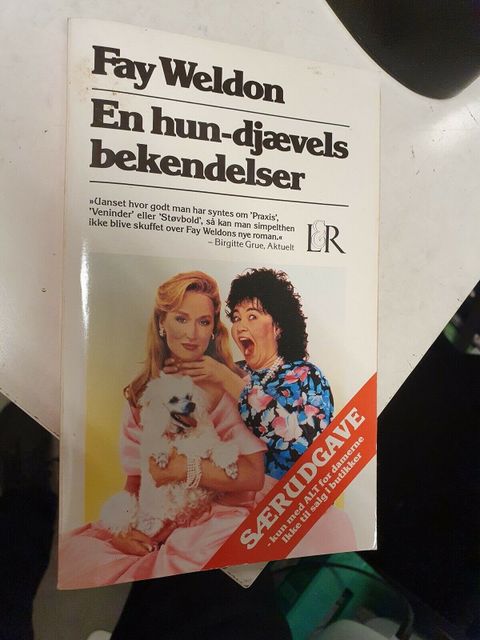 Fay Weldon
En hun-djævels
bekendelser
»Uanset hvor godt man har syntes om 'Praxis',
'Veninder' eller 'Støvbold', så kan man simpelthen
ikke blive skuffet over Fay Weldons nye roman.«
– Birgitte Grue, Aktuelt
L&R
SÆRUDGAVE
- kun med ALT for damerne
Ikke til salg i butikker